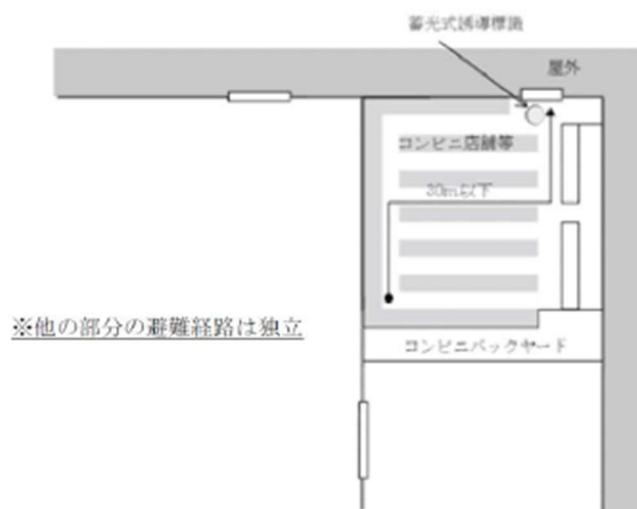 蓄光式誘導標識
屋外
コンビニ店舗等
30m以下
※他の部分の避難経路は独立
コンビニバックヤード